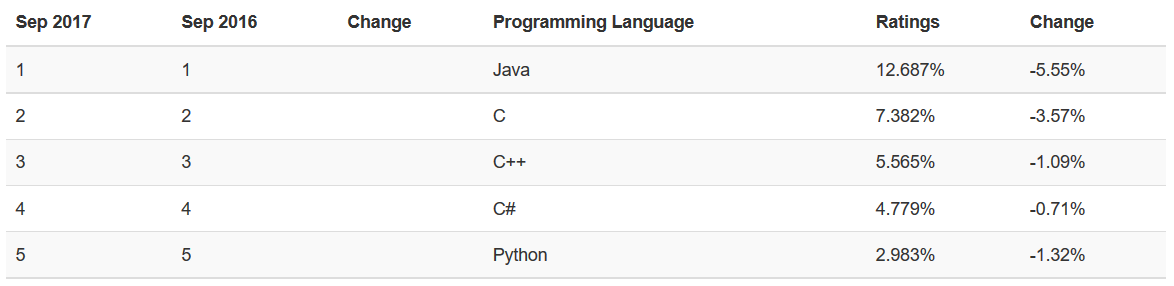 Sep 2017 Sep 2016 Change Programming Language Ratings Change
1 1 Java 12.687% -5.55%
2 2 C 7.382% -3.57%
3 3 C++ 5.565% -1.09%
4 4 C# 4.779% -0.71%
5 5 Python 2.983% -1.32%